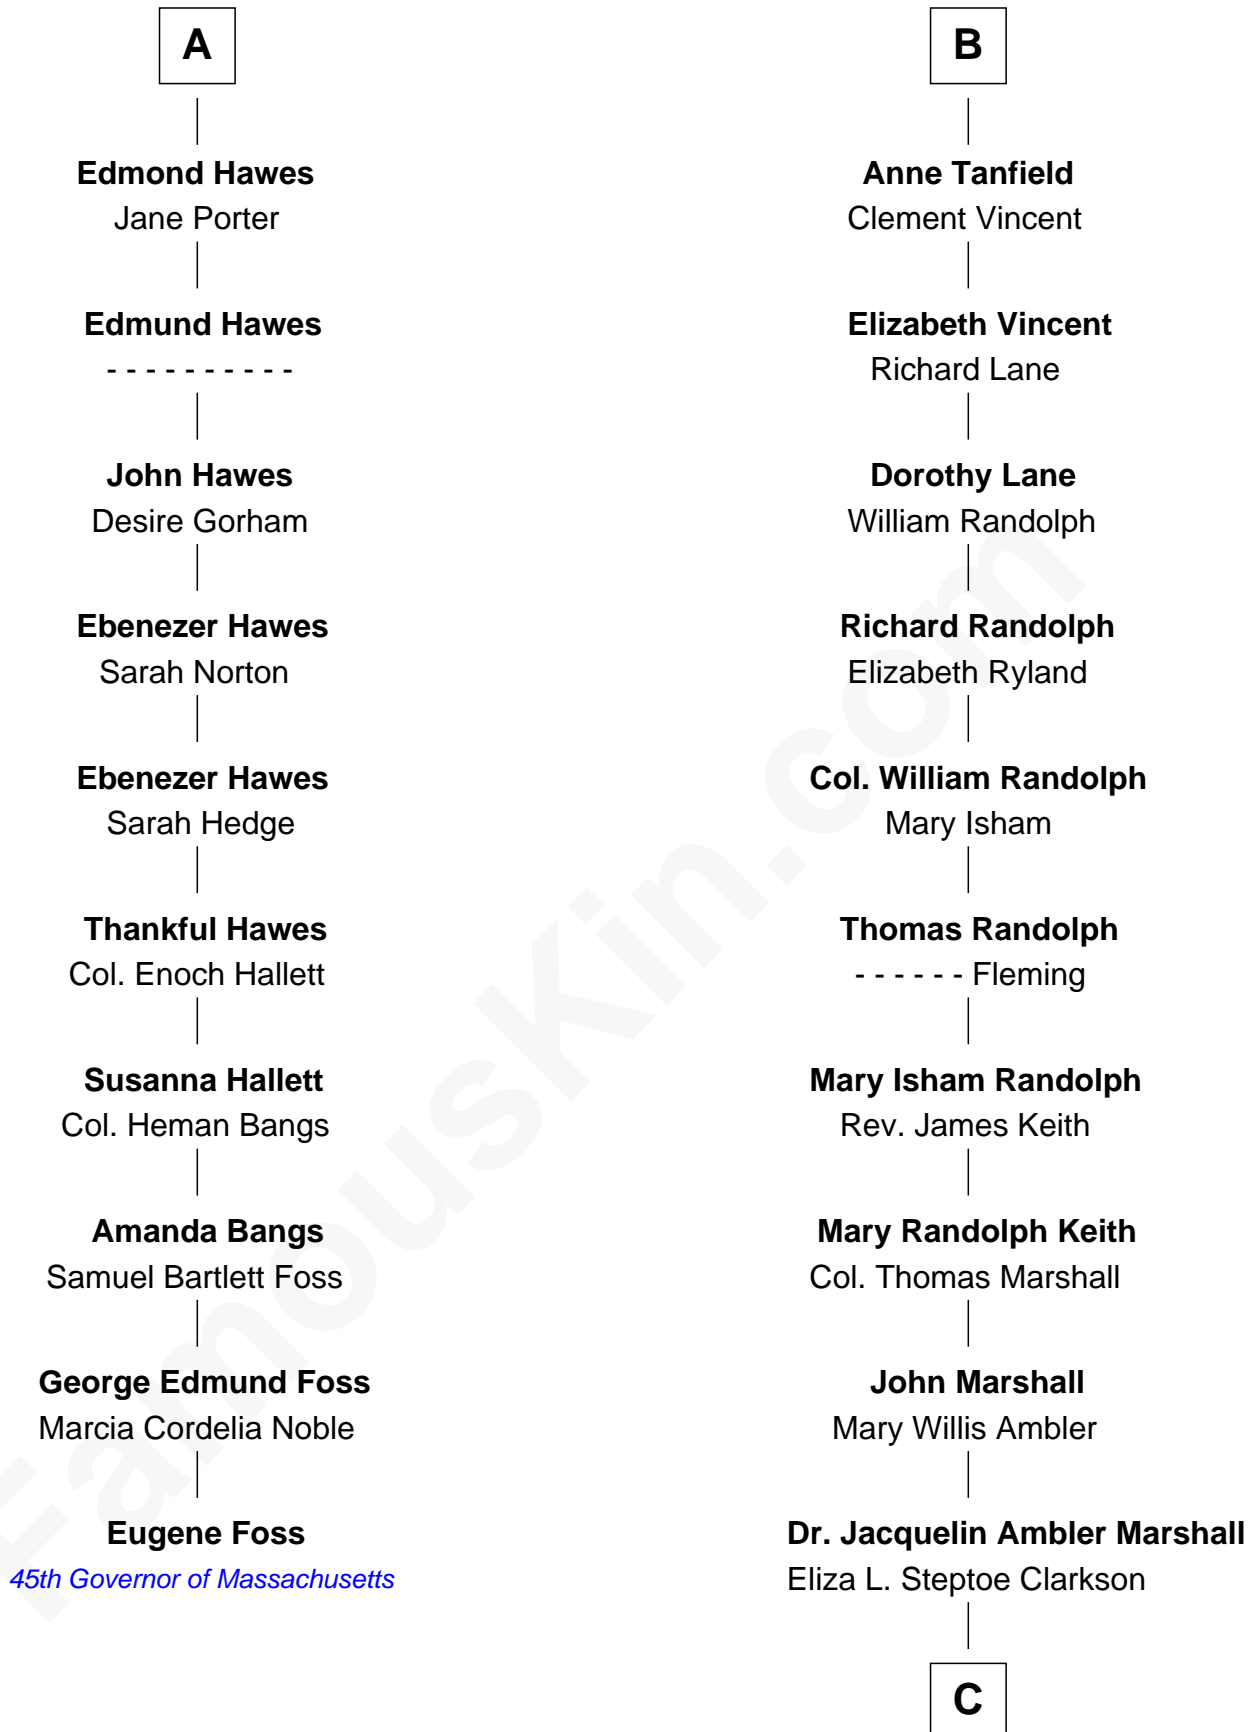 A
Edmond Hawes
Jane Porter
Edmund Hawes
- - - - - - - - - -
John Hawes
Desire Gorham
Ebenezer Hawes
Sarah Norton
Ebenezer Hawes
Sarah Hedge
Thankful Hawes
Col. Enoch Hallett
Susanna Hallett
Col. Heman Bangs
Amanda Bangs
Samuel Bartlett Foss
George Edmund Foss
Marcia Cordelia Noble
Eugene Foss
45th Governor of Massachusetts
B
Anne Tanfield
Clement Vincent
Elizabeth Vincent
Richard Lane
Dorothy Lane
William Randolph
Richard Randolph
Elizabeth Ryland
Col. William Randolph
Mary Isham
Thomas Randolph
- - - - - - Fleming
Mary Isham Randolph
Rev. James Keith
Mary Randolph Keith
Col. Thomas Marshall
John Marshall
Mary Willis Ambler
Dr. Jacquelin Ambler Marshall
Eliza L. Steptoe Clarkson
C
FamousKin.com